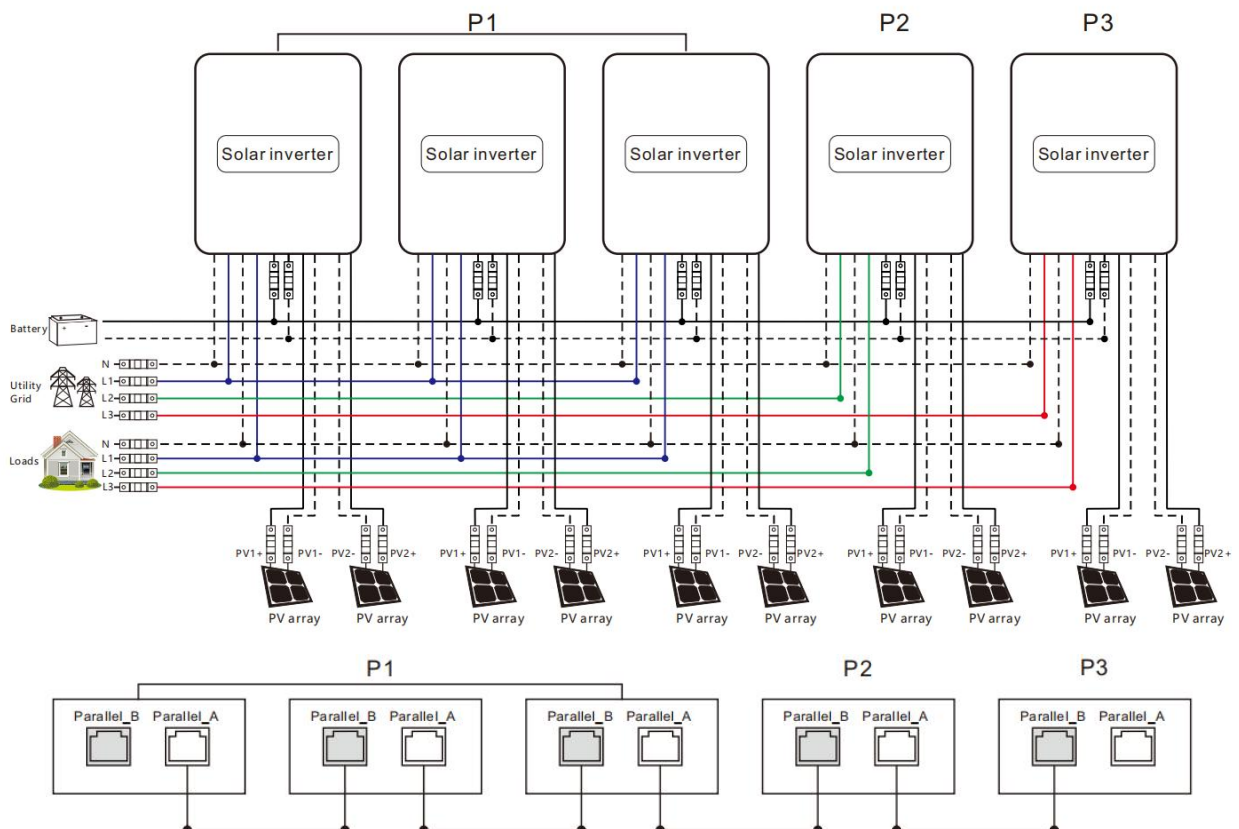 P1 P2 P3
Solar inverter Solar inverter Solar inverter Solar inverter Solar inverter
Battery
N
Utility
Grid
L1
L2
L3
Loads
N
L1
L2
L3
PV1+ PV1- PV2- PV2+ PV1+ PV1- PV2- PV2+ PV1+ PV1- PV2- PV2+ PV1+ PV1- PV2- PV2+ PV1+ PV1- PV2- PV2+
PV array PV array PV array PV array PV array PV array PV array PV array PV array PV array
P1 P2 P3
Parallel_B Parallel_A Parallel_B Parallel_A Parallel_B Parallel_A Parallel_B Parallel_A Parallel_B Parallel_A